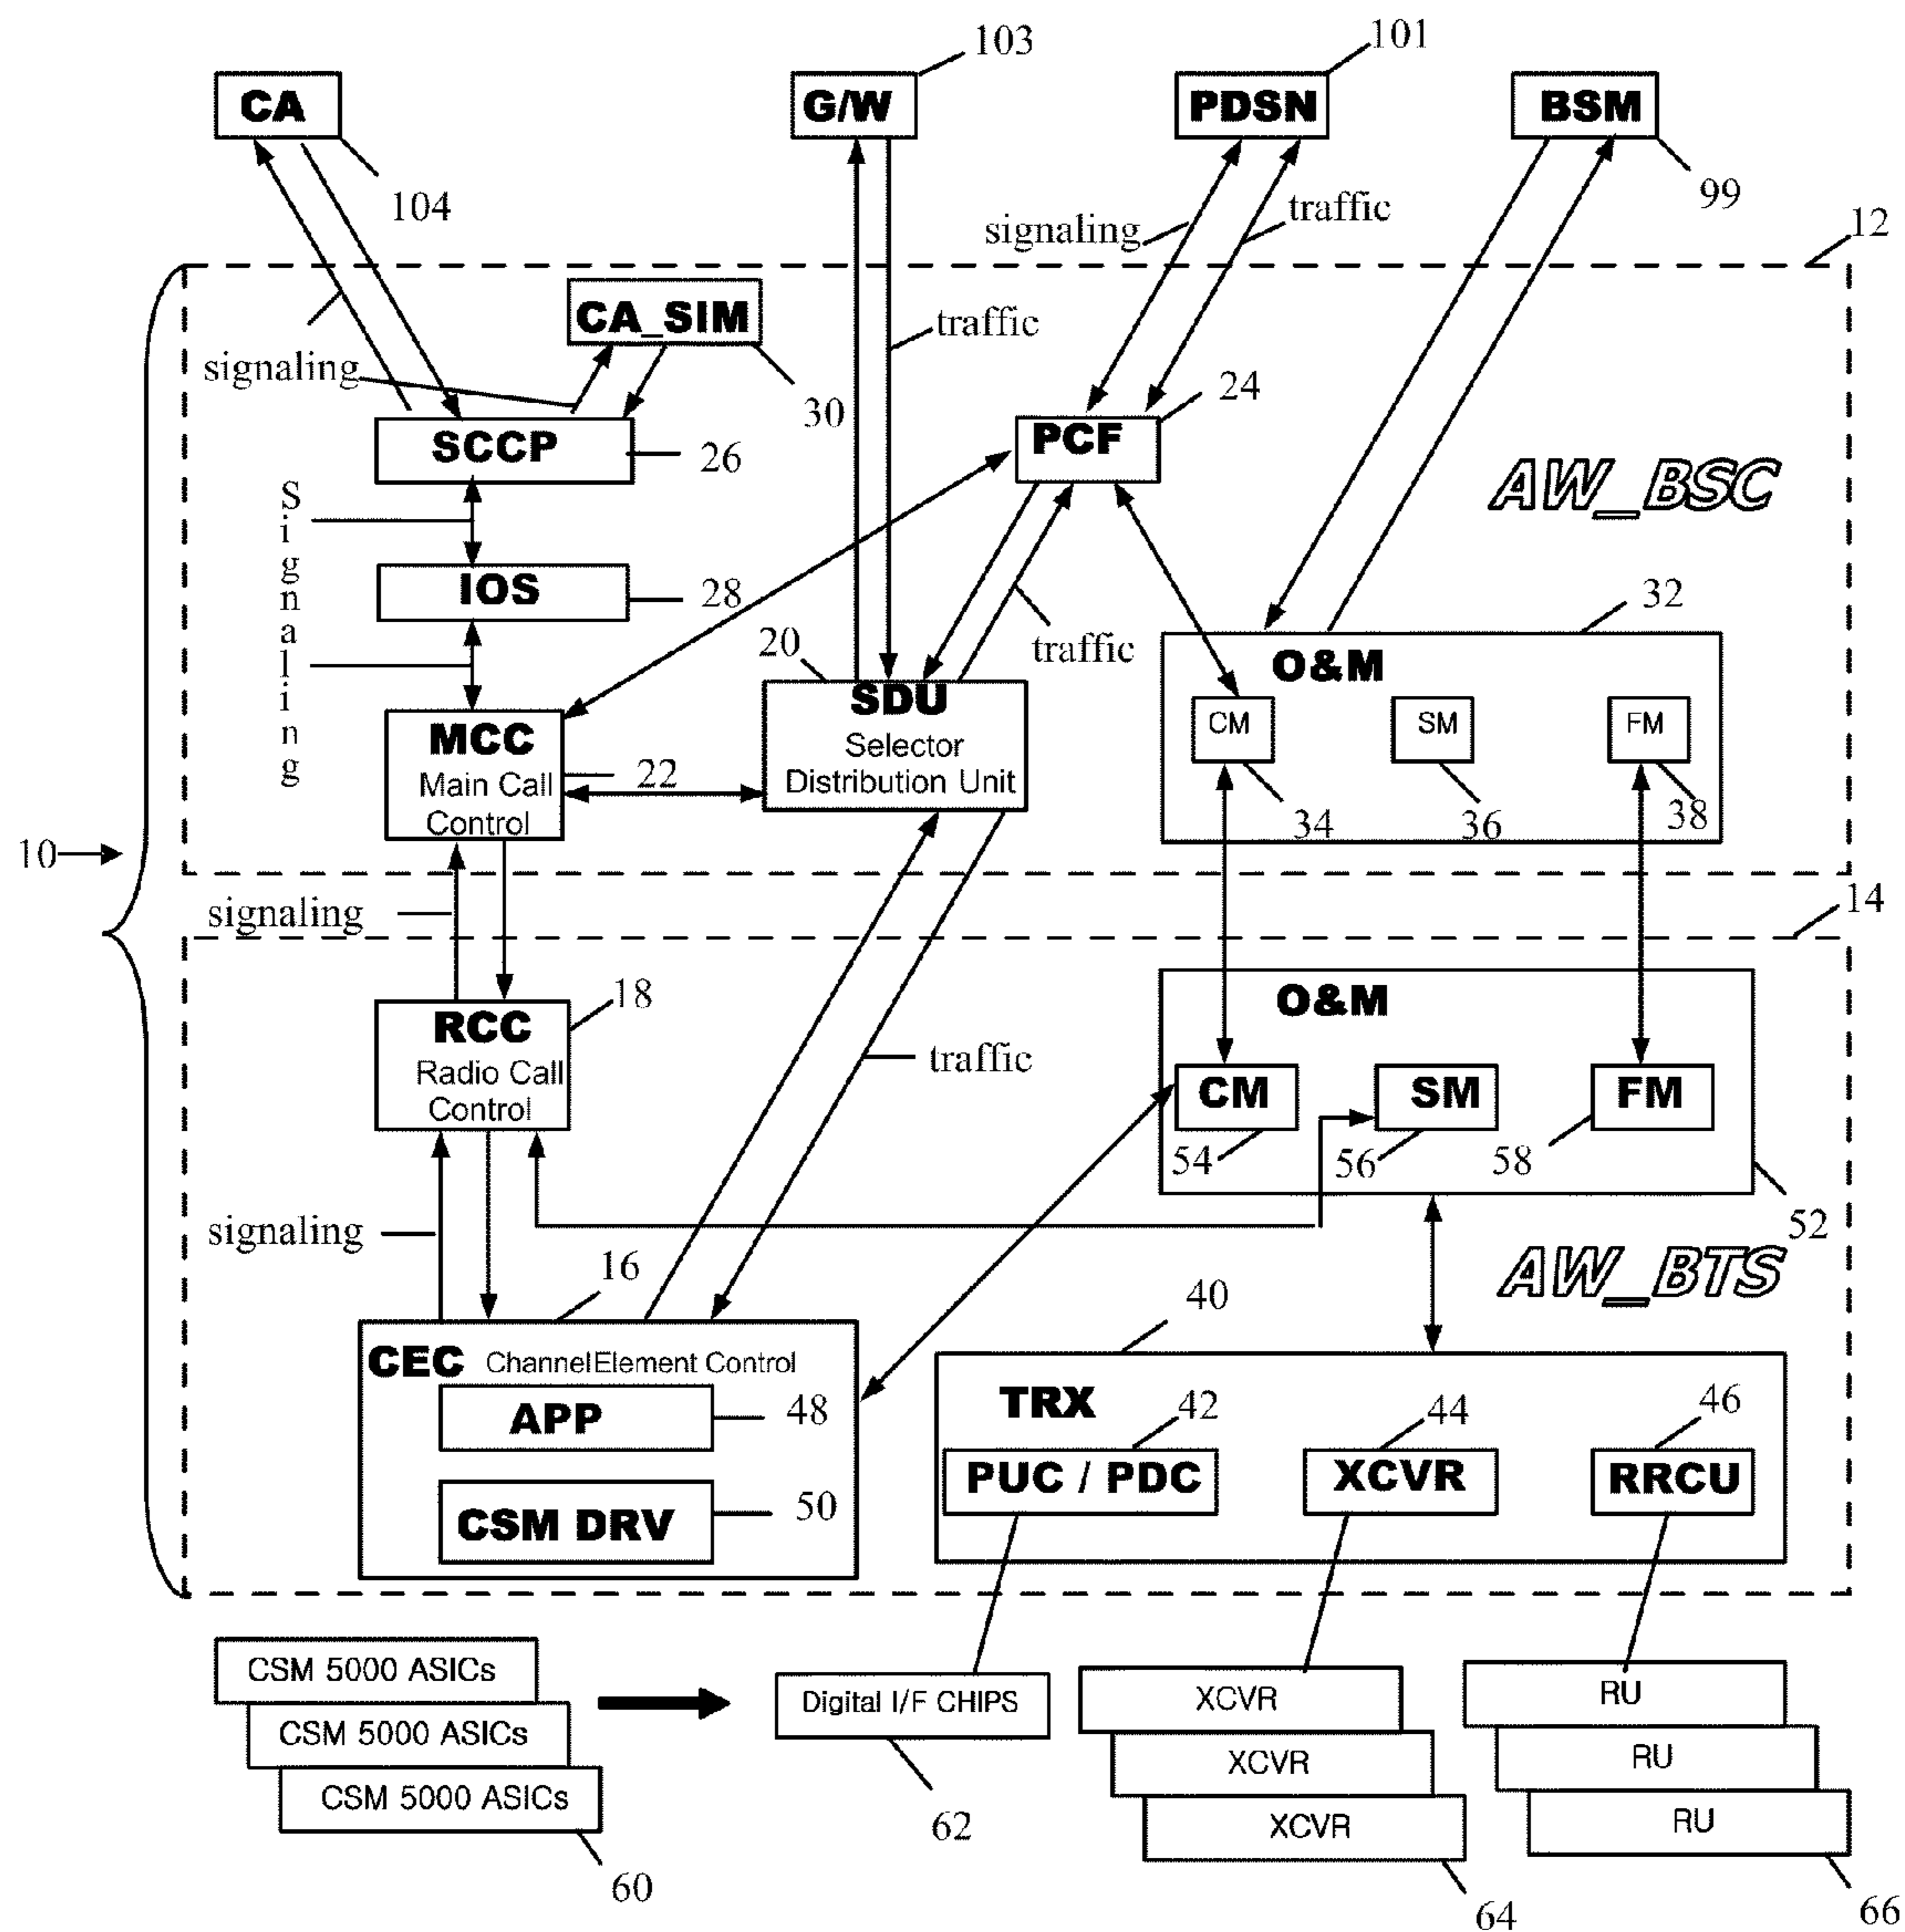 103
101
CA
G/W
PDSN
BSM
104
99
signaling
traffic
12
CA_SIM
traffic
signaling
30
24
SCCP
26
PCF
AW_BSC
Signaling
IOS
28
20
traffic
32
O&M
SDU
Selector
Distribution Unit
CM
SM
FM
MCC
Main Call
Control
22
34
36
38
10
signaling
14
18
O&M
RCC
Radio Call
Control
traffic
CM
SM
FM
54
56
58
signaling
52
16
AW_BTS
40
CEC
Channel Element Control
APP
48
TRX
42
44
46
CSM DRV
50
PUC / PDC
XCVR
RRCU
CSM 5000 ASICs
CSM 5000 ASICs
CSM 5000 ASICs
Digital I/F CHIPS
XCVR
XCVR
XCVR
RU
RU
RU
60
62
64
66